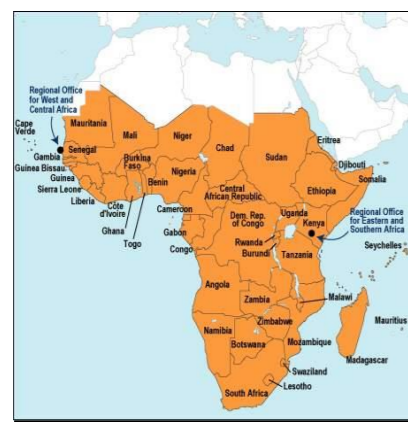 Regional Office
for West and
Central Africa
Cape
Verde
Mauritania
Mali
Niger
Chad
Sudan
Eritrea
Djibouti
Somalia
Ethiopia
Senegal
Gambia
Guinea Bissau
Guinea
Sierra Leone
Liberia
Côte
d'Ivoire
Ghana
Togo
Burkina
Faso
Benin
Nigeria
Cameroon
Central
African Republic
Gabon
Congo
Dem. Rep.
of Congo
Uganda
Kenya
Regional Office
for Eastern and
Southern Africa
Rwanda
Burundi
Tanzania
Seychelles
Angola
Zambia
Malawi
Zimbabwe
Mozambique
Mauritius
Madagascar
Namibia
Botswana
Swaziland
Lesotho
South Africa